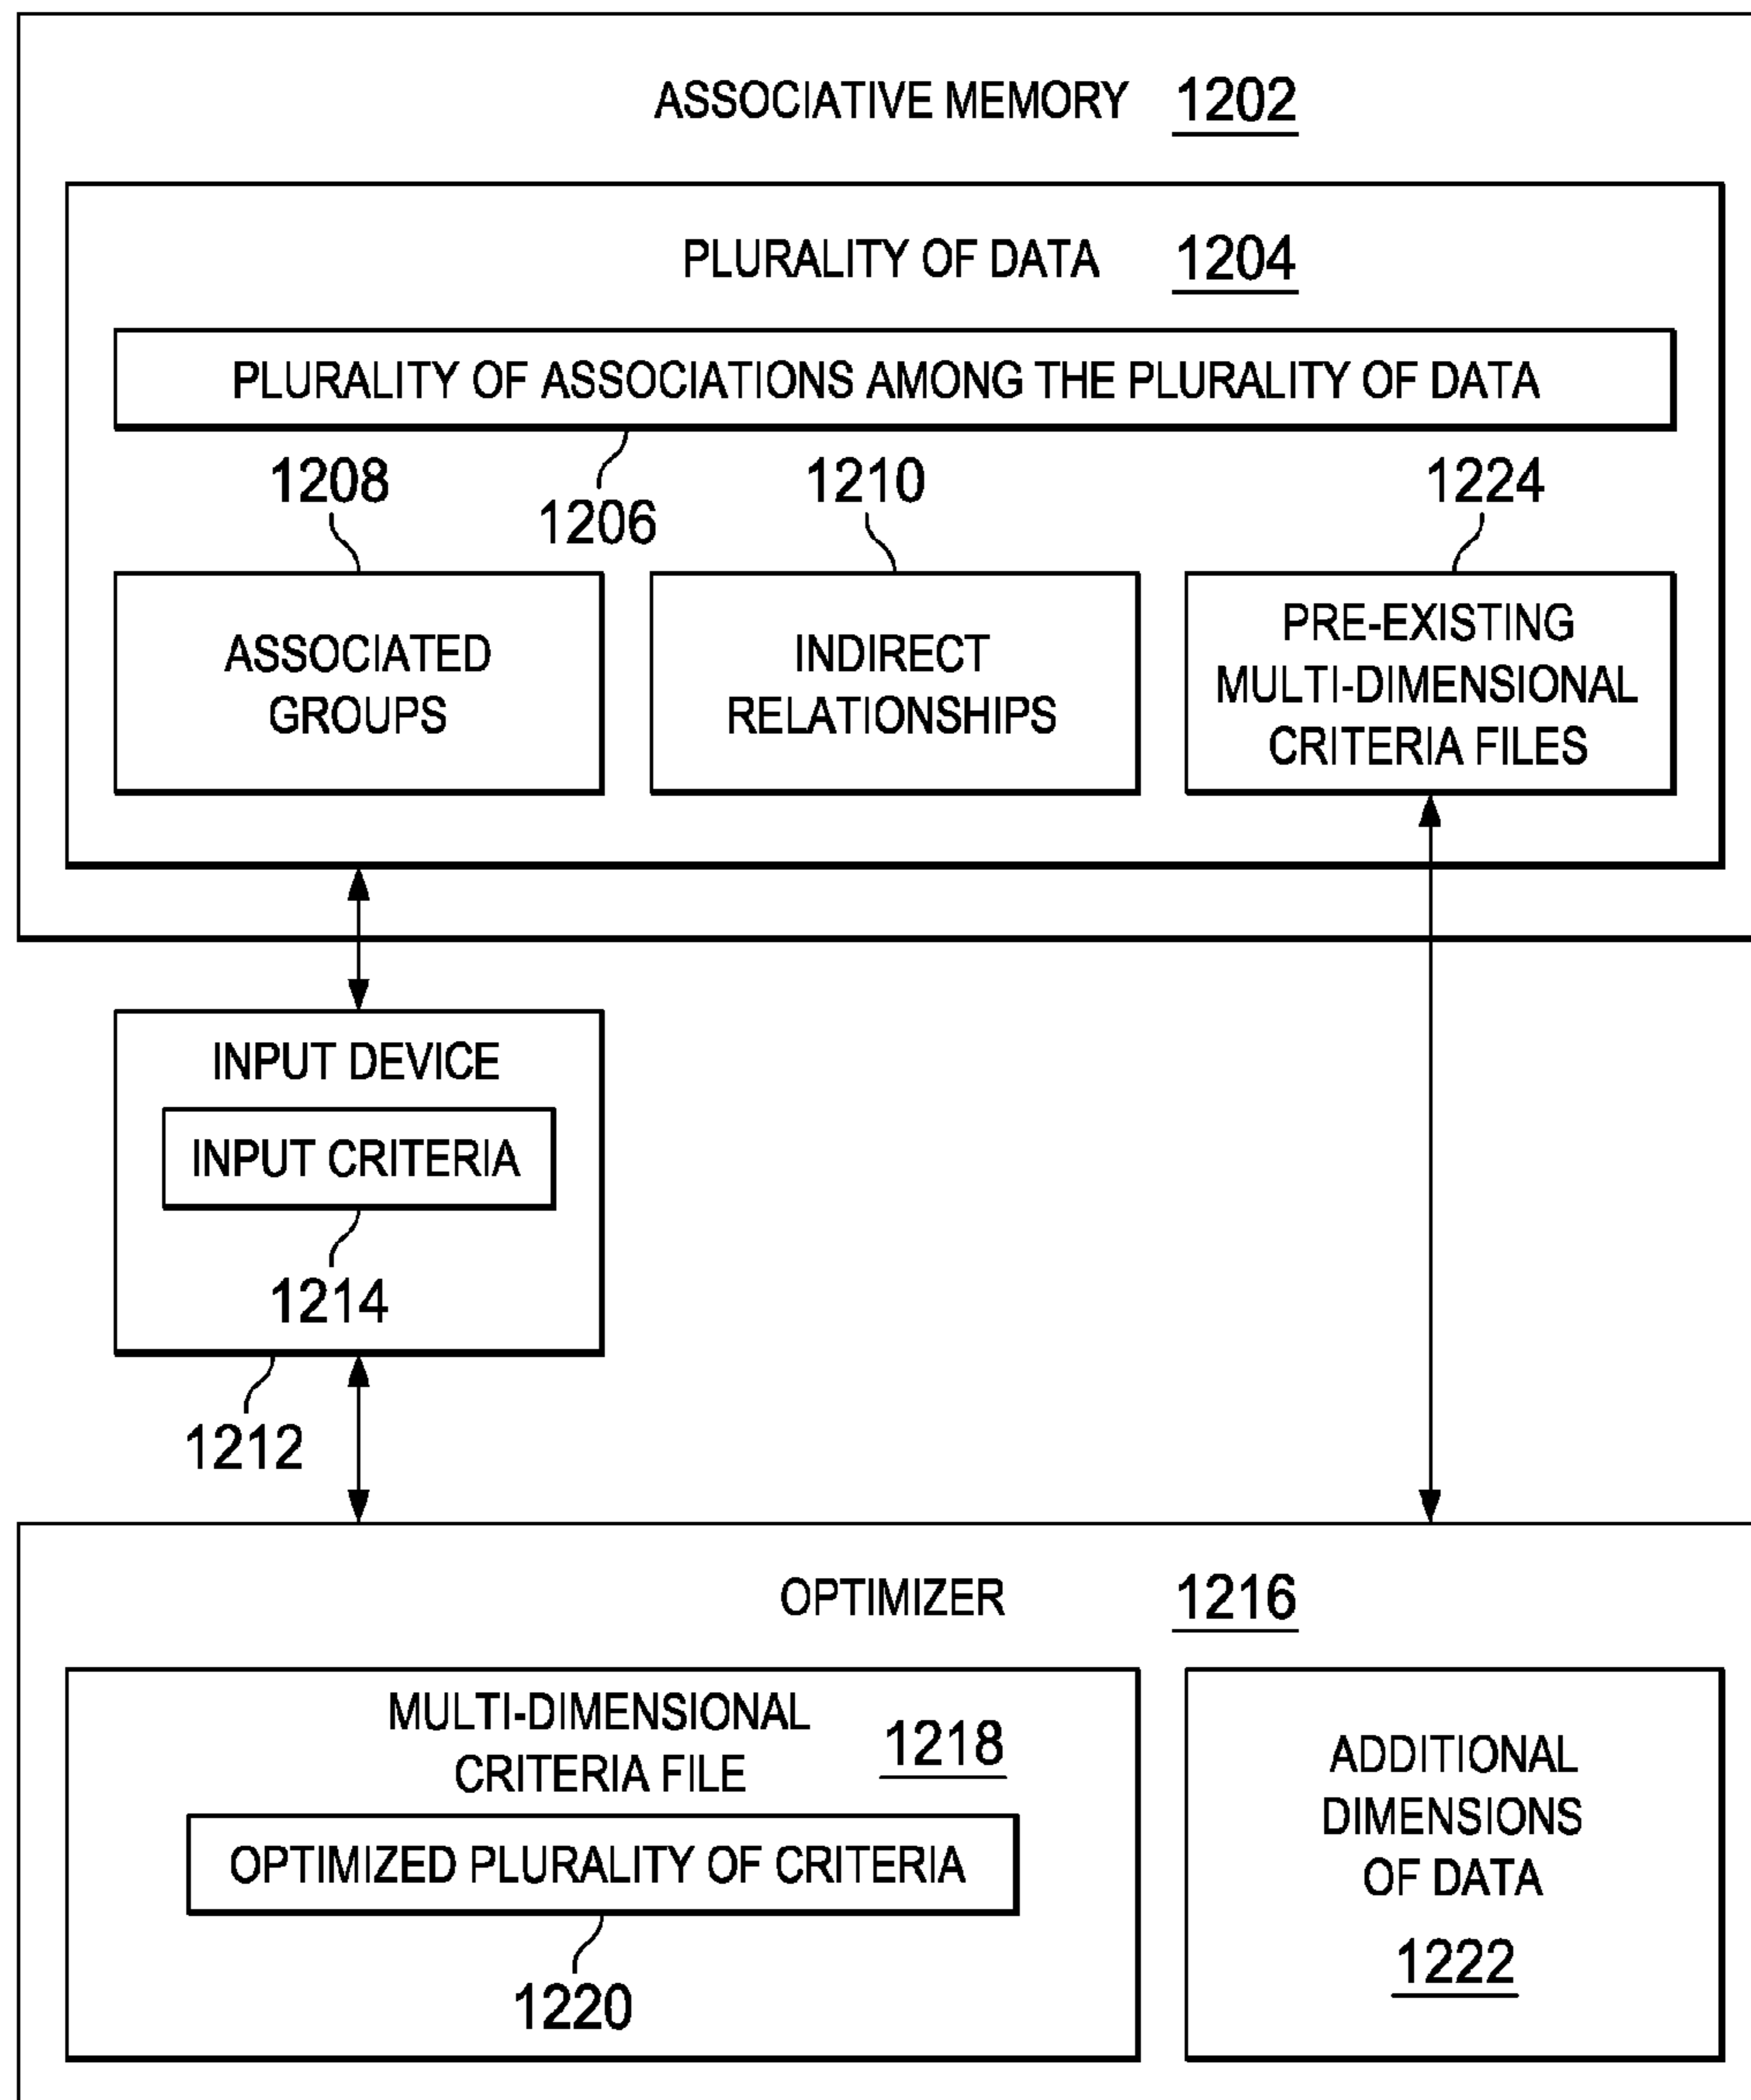 ASSOCIATIVE MEMORY 1202
PLURALITY OF DATA 1204
PLURALITY OF ASSOCIATIONS AMONG THE PLURALITY OF DATA
1208
1206
1210
1224
ASSOCIATED
GROUPS
INDIRECT
RELATIONSHIPS
PRE-EXISTING
MULTI-DIMENSIONAL
CRITERIA FILES
INPUT DEVICE
INPUT CRITERIA
1214
1212
OPTIMIZER 1216
MULTI-DIMENSIONAL
CRITERIA FILE
1218
OPTIMIZED PLURALITY OF CRITERIA
1220
ADDITIONAL
DIMENSIONS
OF DATA
1222